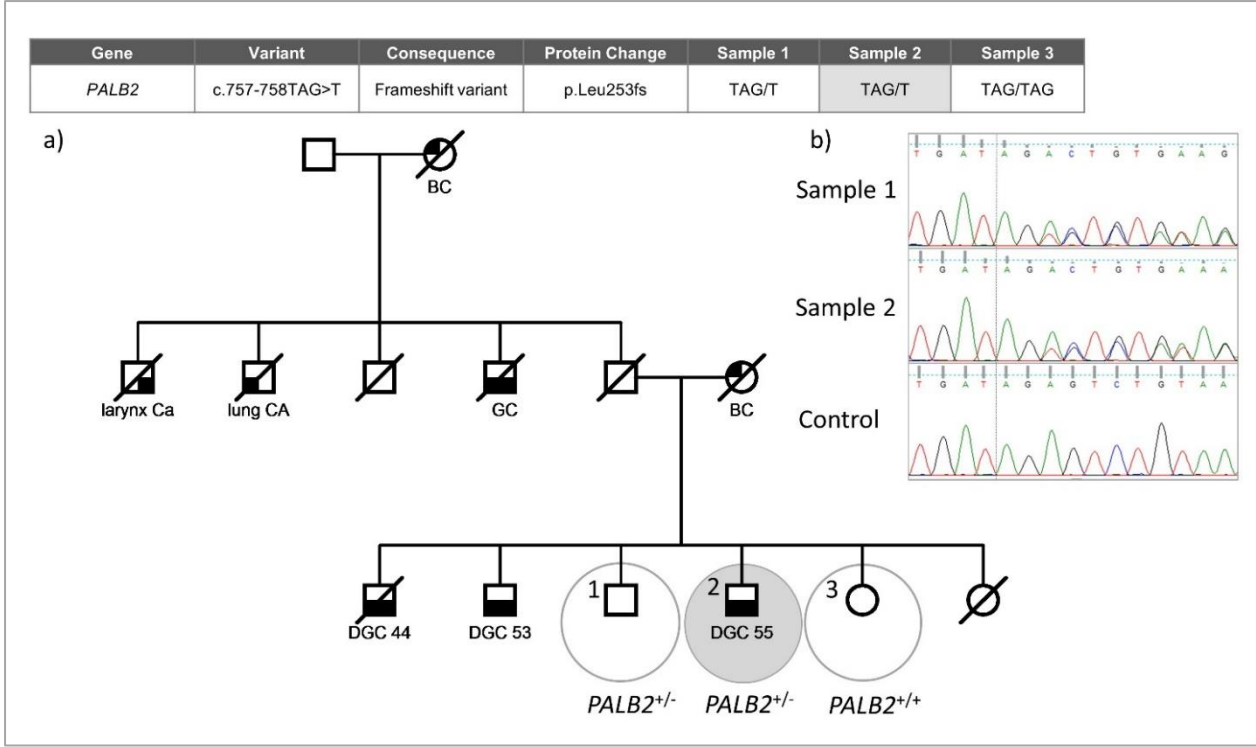 Gene Variant Consequence Protein Change Sample 1 Sample 2 Sample 3
PALB2 c.757-758TAG>T Frameshift variant p.Leu253fs TAG/T TAG/T TAG/TAG
a)
BC
larynx Ca lung CA GC BC
1 2 3
DGC 44 DGC 53 DGC 55
PALB2+/- PALB2+/- PALB2+/+
b)
Sample 1
T G A T A G A C T G T G A A G
Sample 2
T G A T A G A C T G T G A A A
Control
T G A T A G A G T C T G T A A